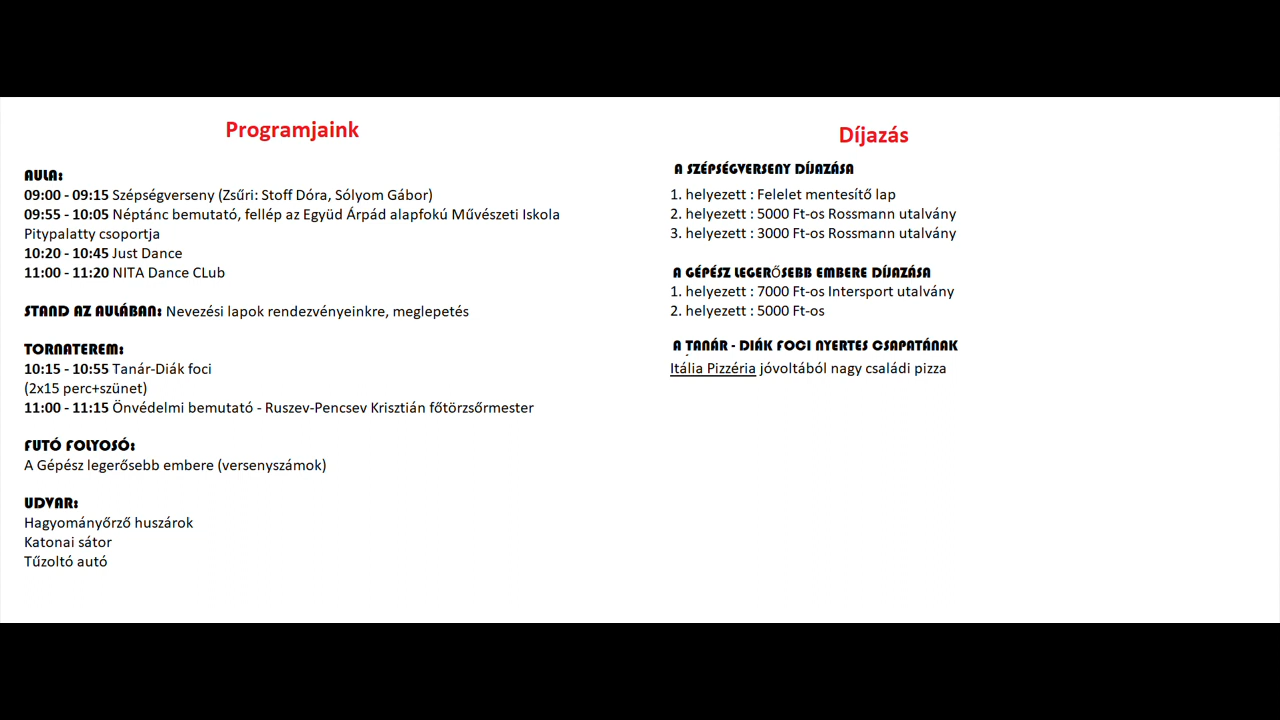 Programjaink
AULA:
09:00 - 09:15 Szépségverseny (Zsűri: Stoff Dóra, Sólyom Gábor)
09:55 - 10:05 Néptánc bemutató, fellép az Együd Árpád alapfokú Művészeti Iskola
Pitypalatty csoportja
10:20 - 10:45 Just Dance
11:00 - 11:20 NITA Dance CLub
STAND AZ AULÁBAN: Nevezési lapok rendezvényeinkre, meglepetés
TORNATEREM:
10:15 - 10:55 Tanár-Diák foci
(2x15 perc+szünet)
11:00 - 11:15 Önvédelmi bemutató - Ruszev-Pencsev Krisztián főtörzsőrmester
FUTÓ FOLYOSÓ:
A Gépész legerősebb embere (versenyszámok)
UDVAR:
Hagyományőrző huszárok
Katonai sátor
Tűzoltó autó
Díjazás
A SZÉPSÉGVERSENY DÍJAZÁSA
1. helyezett : Felelet mentesítő lap
2. helyezett : 5000 Ft-os Rossmann utalvány
3. helyezett : 3000 Ft-os Rossmann utalvány
A GÉPÉSZ LEGERŐSEBB EMBERE DÍJAZÁSA
1. helyezett : 7000 Ft-os Intersport utalvány
2. helyezett : 5000 Ft-os
A TANÁR - DIÁK FOCI NYERTES CSAPATÁNAK
Itália Pizzéria jóvoltából nagy családi pizza